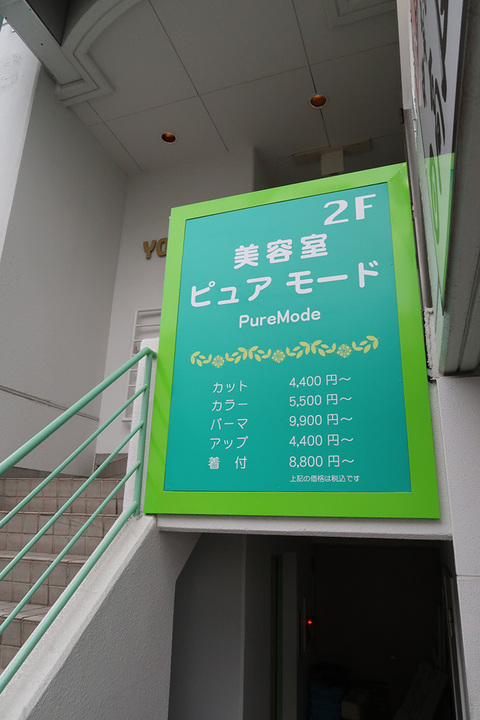 2F
美容室
ピュア モード
PureMode
カット 4,400 円～
カラー 5,500 円～
パーマ 9,900 円～
アップ 4,400 円～
着 付 8,800 円～
上記の価格は税込です
YO